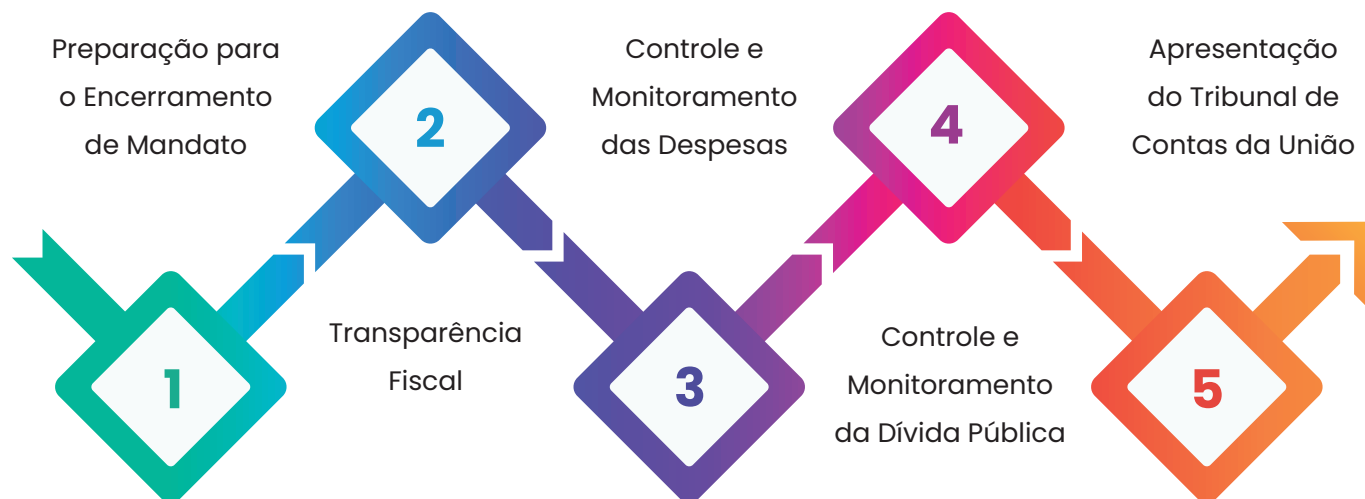 Preparação para
o Encerramento
de Mandato
1
2
Transparência
Fiscal
Controle e
Monitoramento
das Despesas
3
4
Controle e
Monitoramento
da Dívida Pública
Apresentação
do Tribunal de
Contas da União
5